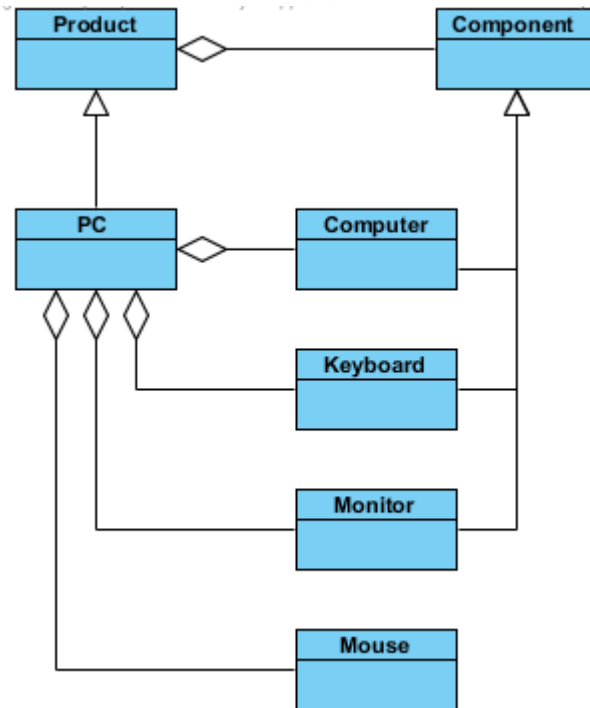 Product
Component
PC
Computer
Keyboard
Monitor
Mouse